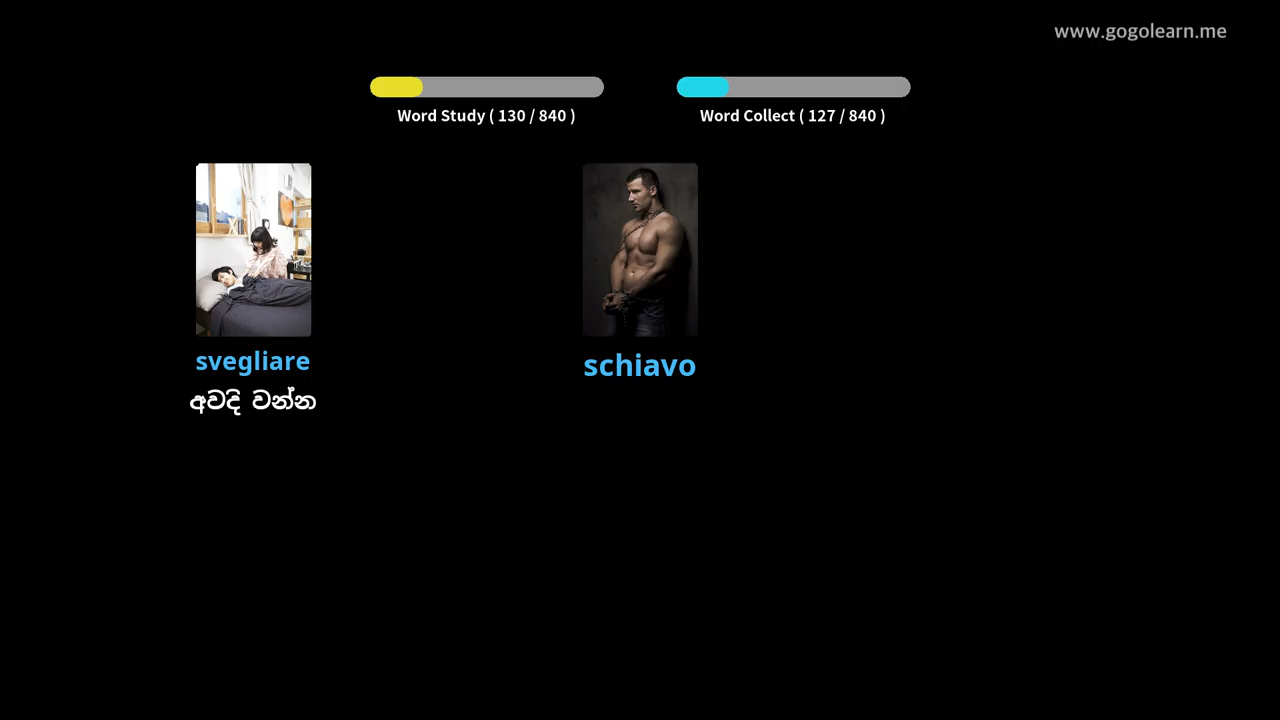 www.gogolearn.me
Word Study ( 130 / 840 )
Word Collect ( 127 / 840 )
svegliare
schiavo
අවදි වන්න